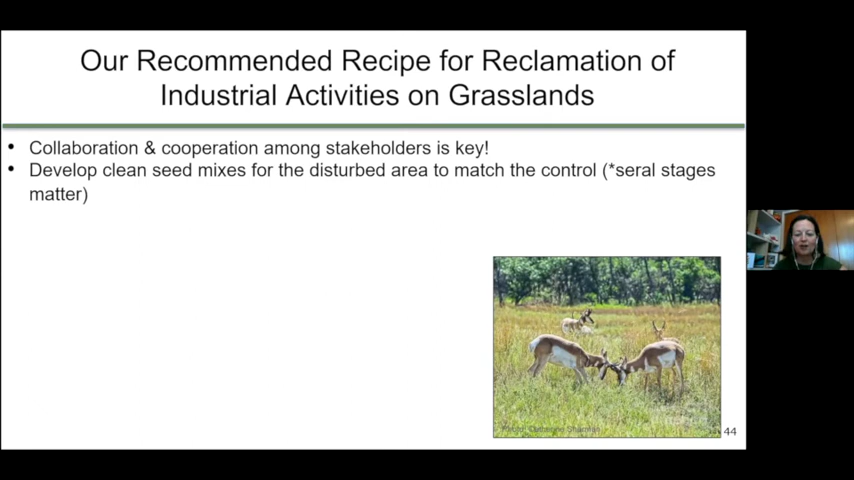 Our Recommended Recipe for Reclamation of
Industrial Activities on Grasslands
• Collaboration & cooperation among stakeholders is key!
• Develop clean seed mixes for the disturbed area to match the control (*seral stages
matter)
Photo:
44